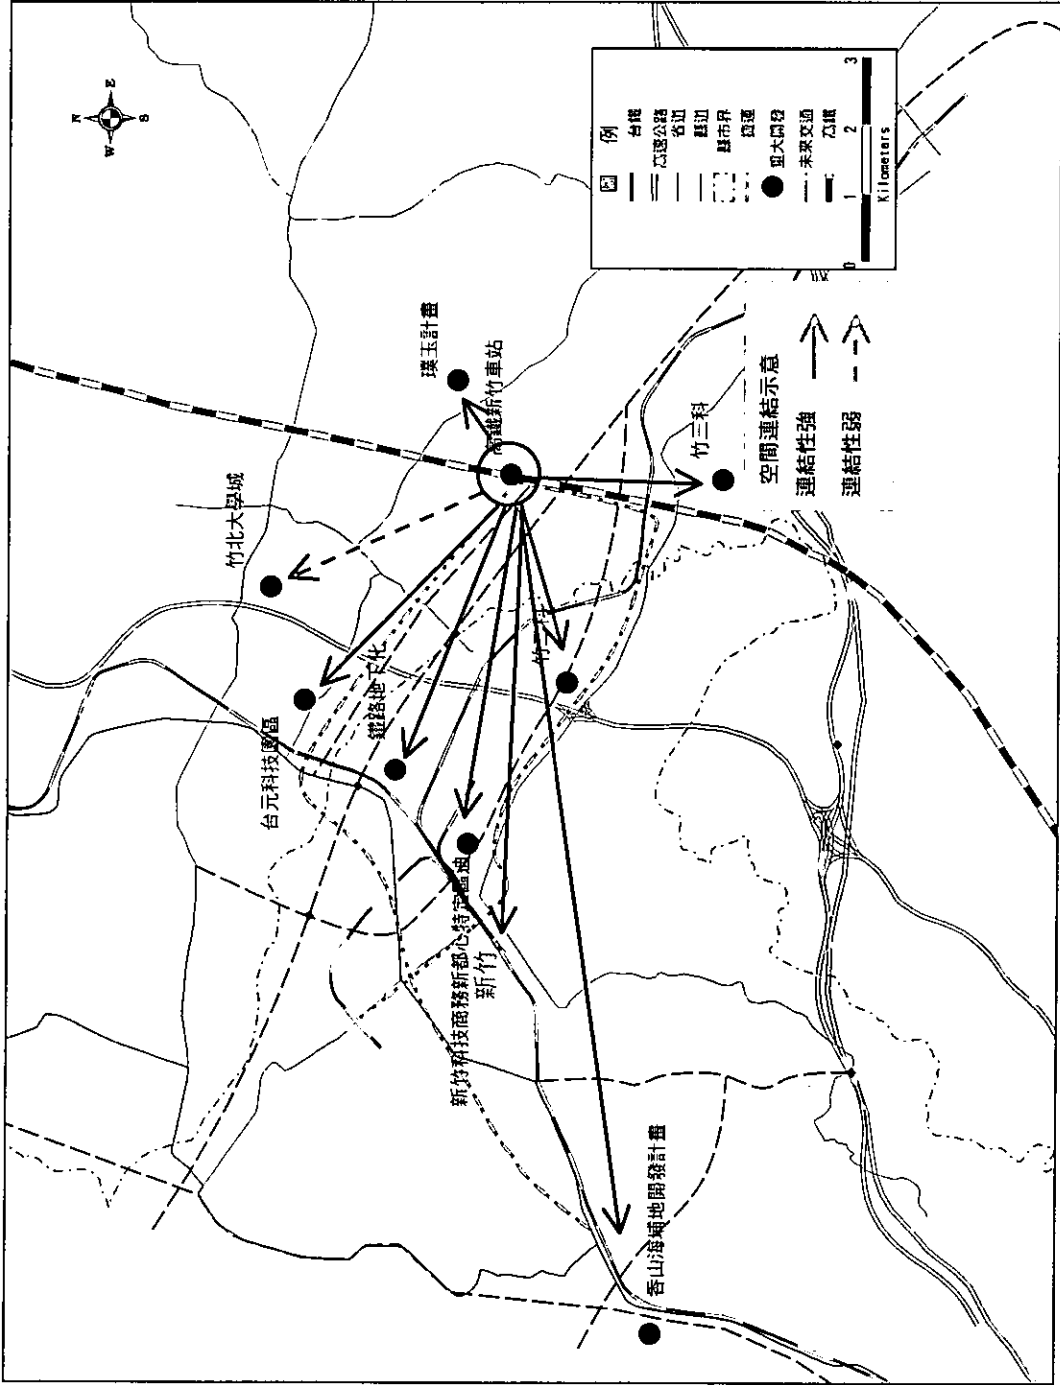 N
W
E
S
圖 例
台鐵
高速公路
省道
縣道
縣市界
捷運
重大開發
未來交通
高鐵
0 1 2 3
Kilometers
空間連結示意
連結性強
連結性弱
璞玉計畫
高鐵新竹車站
竹三科
竹北大學城
台元科技園區
鐵路地下化
新竹科技商務新都心特定區
新竹
香山海埔地開發計畫